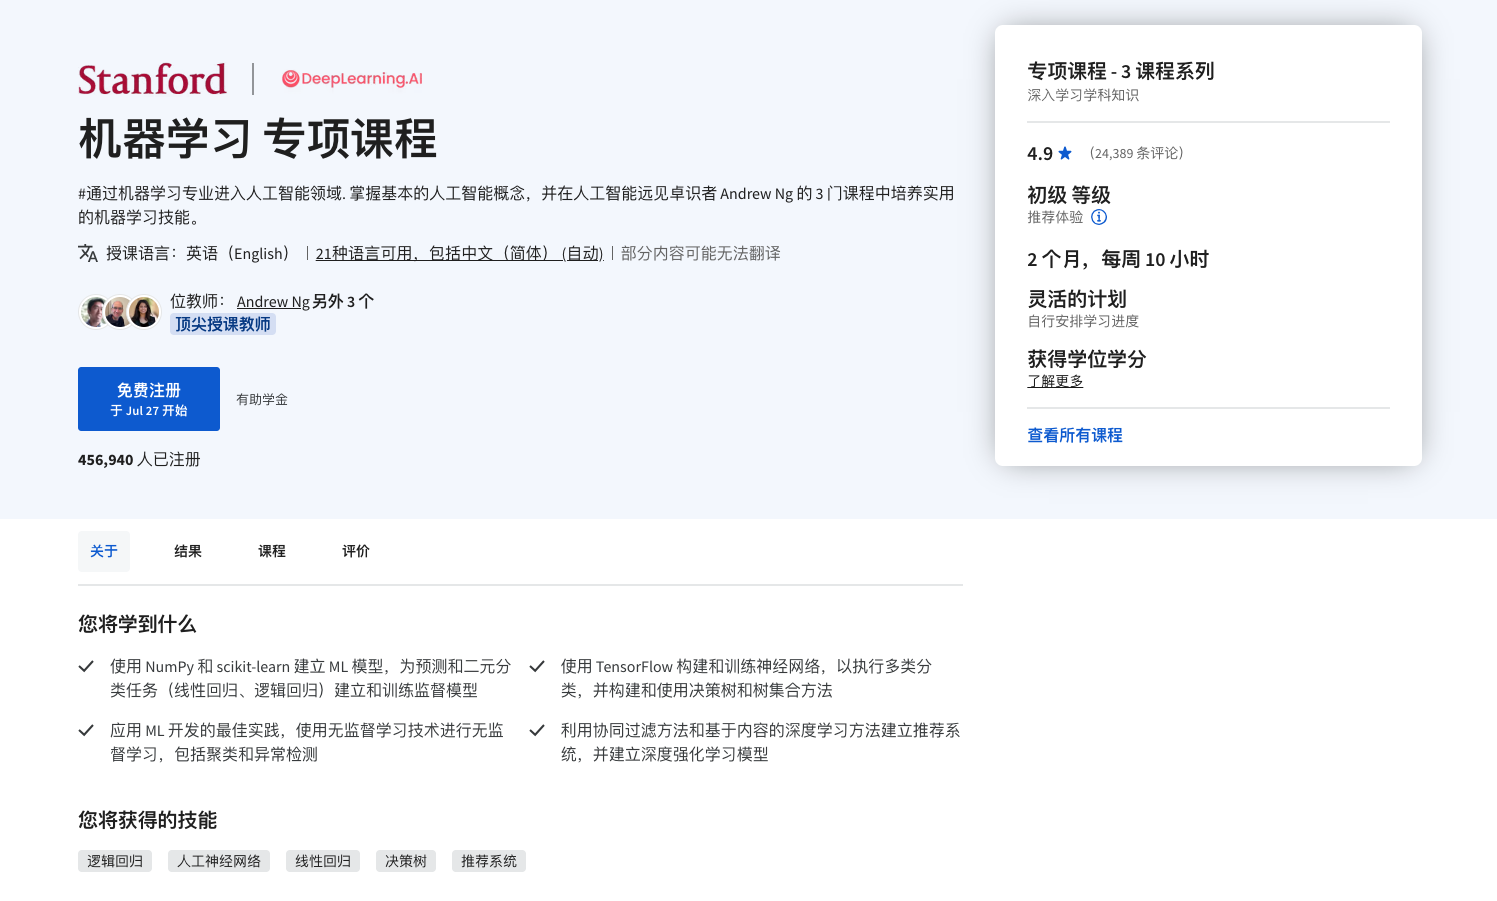 Stanford
DeepLearning.AI
机器学习 专项课程
#通过机器学习专业进入人工智能领域. 掌握基本的人工智能概念，并在人工智能远见卓识者 Andrew Ng 的 3 门课程中培养实用
的机器学习技能。
授课语言：英语（English） | 21种语言可用，包括中文（简体） (自动) | 部分内容可能无法翻译
位教师： Andrew Ng 另外 3 个
顶尖授课教师
免费注册
于 Jul 27 开始
有助学金
456,940 人已注册
专项课程 - 3 课程系列
深入学习学科知识
4.9 ★ （24,389 条评论）
初级 等级
推荐体验
2 个月，每周 10 小时
灵活的计划
自行安排学习进度
获得学位学分
了解更多
查看所有课程
关于 结果 课程 评价
您将学到什么
使用 NumPy 和 scikit-learn 建立 ML 模型，为预测和二元分
类任务（线性回归、逻辑回归）建立和训练监督模型
使用 TensorFlow 构建和训练神经网络，以执行多类分
类，并构建和使用决策树和树集合方法
应用 ML 开发的最佳实践，使用无监督学习技术进行无监
督学习，包括聚类和异常检测
利用协同过滤方法和基于内容的深度学习方法建立推荐系
统，并建立深度强化学习模型
您将获得的技能
逻辑回归 人工神经网络 线性回归 决策树 推荐系统